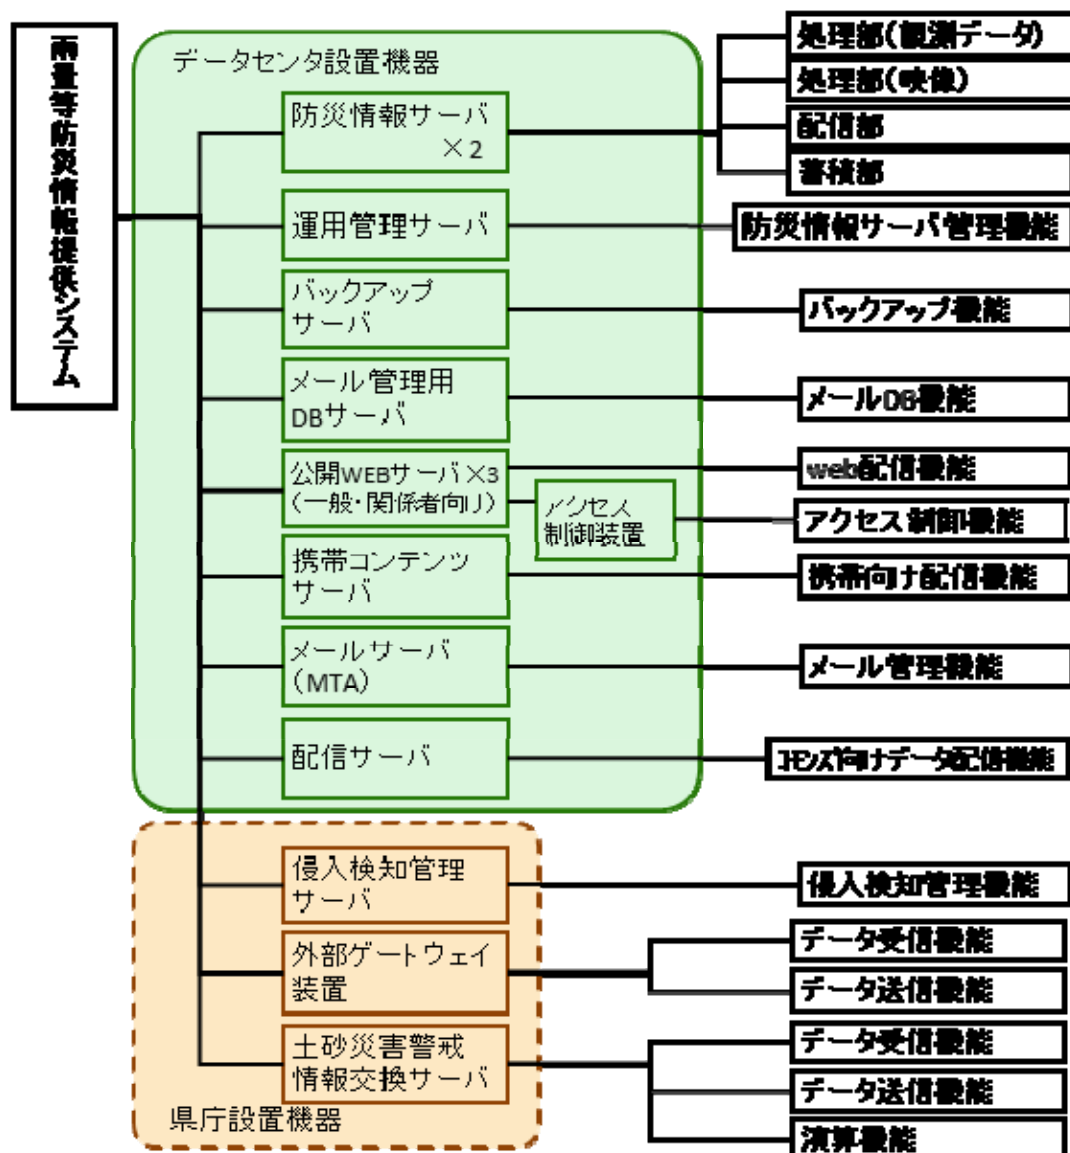 雨量等防災情報提供システム
データセンタ設置機器
防災情報サーバ
×2
処理部(観測データ)
処理部(映像)
配信部
蓄積部
運用管理サーバ
防災情報サーバ管理機能
バックアップ
サーバ
バックアップ機能
メール管理用
DBサーバ
メールDB機能
公開WEBサーバ×3
(一般・関係者向け)
web配信機能
アクセス
制御装置
アクセス制御機能
携帯コンテンツ
サーバ
携帯向け配信機能
メールサーバ
(MTA)
メール管理機能
配信サーバ
コモンズ向けデータ配信機能
侵入検知管理
サーバ
侵入検知管理機能
外部ゲートウェイ
装置
データ受信機能
データ送信機能
土砂災害警戒
情報交換サーバ
データ受信機能
データ送信機能
演算機能
県庁設置機器